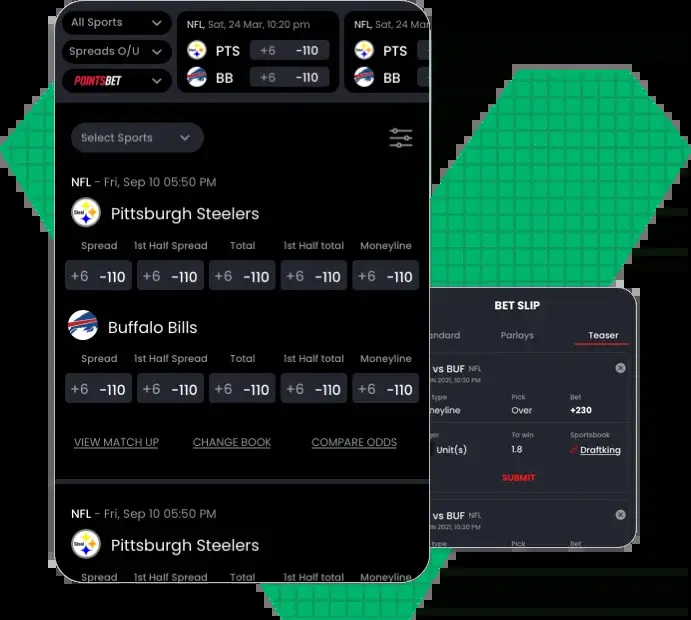 All Sports
Spreads O/U
POINTSBET
NFL, Sat, 24 Mar, 10:20 pm
PTS +6 -110
BB +6 -110
NFL, Sat, 24 Mar
PTS
BB
Select Sports
NFL - Fri, Sep 10 05:50 PM
Steel
Pittsburgh Steelers
Spread 1st Half Spread Total 1st Half total Moneyline
+6 -110 +6 -110 +6 -110 +6 -110 +6 -110
Buffalo Bills
Spread 1st Half Spread Total 1st Half total Moneyline
+6 -110 +6 -110 +6 -110 +6 -110 +6 -110
VIEW MATCH UP CHANGE BOOK COMPARE ODDS
NFL - Fri, Sep 10 05:50 PM
Steel
Pittsburgh Steelers
Spread 1st Half Spread Total 1st Half total Moneyline
BET SLIP
andard Parlays Teaser
vs BUF NFL
2021, 10:30 PM
type Pick Bet
neyline Over +230
er To win Sportsbook
Unit(s) 1.8 Draftking
SUBMIT
vs BUF NFL
2021, 10:30 PM
type Pick Bet